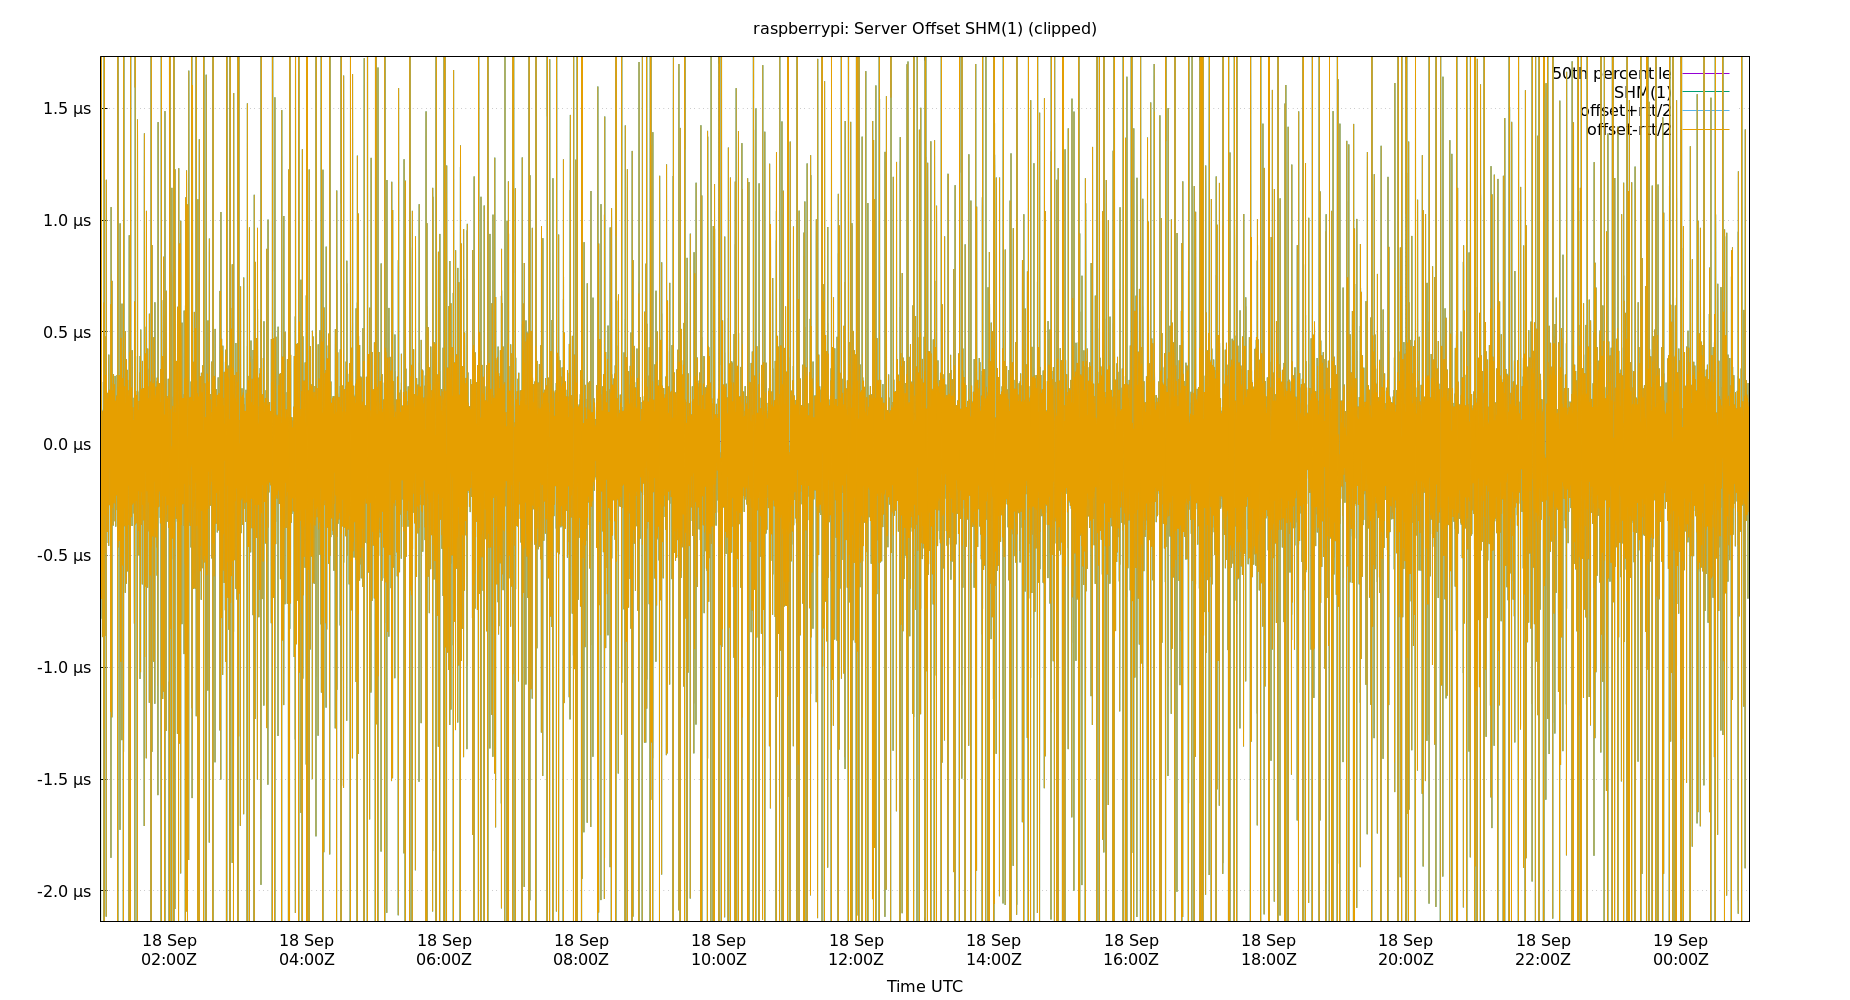 raspberrypi: Server Offset SHM(1) (clipped)
50th percentile
SHM(1)
offset+rtt/2
offset-rtt/2
1.5 µs
1.0 µs
0.5 µs
0.0 µs
-0.5 µs
-1.0 µs
-1.5 µs
-2.0 µs
18 Sep 18 Sep 18 Sep 18 Sep 18 Sep 18 Sep 18 Sep 18 Sep 18 Sep 18 Sep 18 Sep 19 Sep
02:00Z 04:00Z 06:00Z 08:00Z 10:00Z 12:00Z 14:00Z 16:00Z 18:00Z 20:00Z 22:00Z 00:00Z
Time UTC